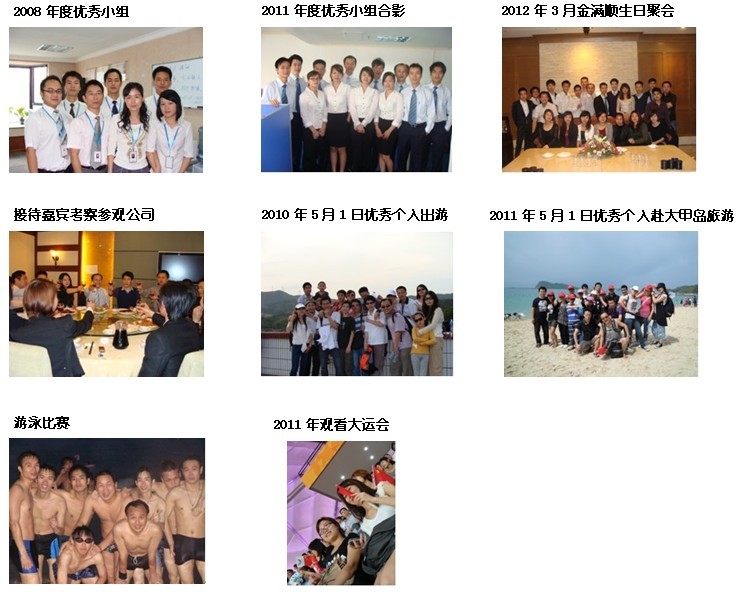 2008 年度优秀小组
2011 年度优秀小组合影
2012 年 3 月金满顺生日聚会
接待嘉宾考察参观公司
2010 年 5 月 1 日优秀个人出游
2011 年 5 月 1 日优秀个人赴大甲岛旅游
游泳比赛
2011 年观看大运会